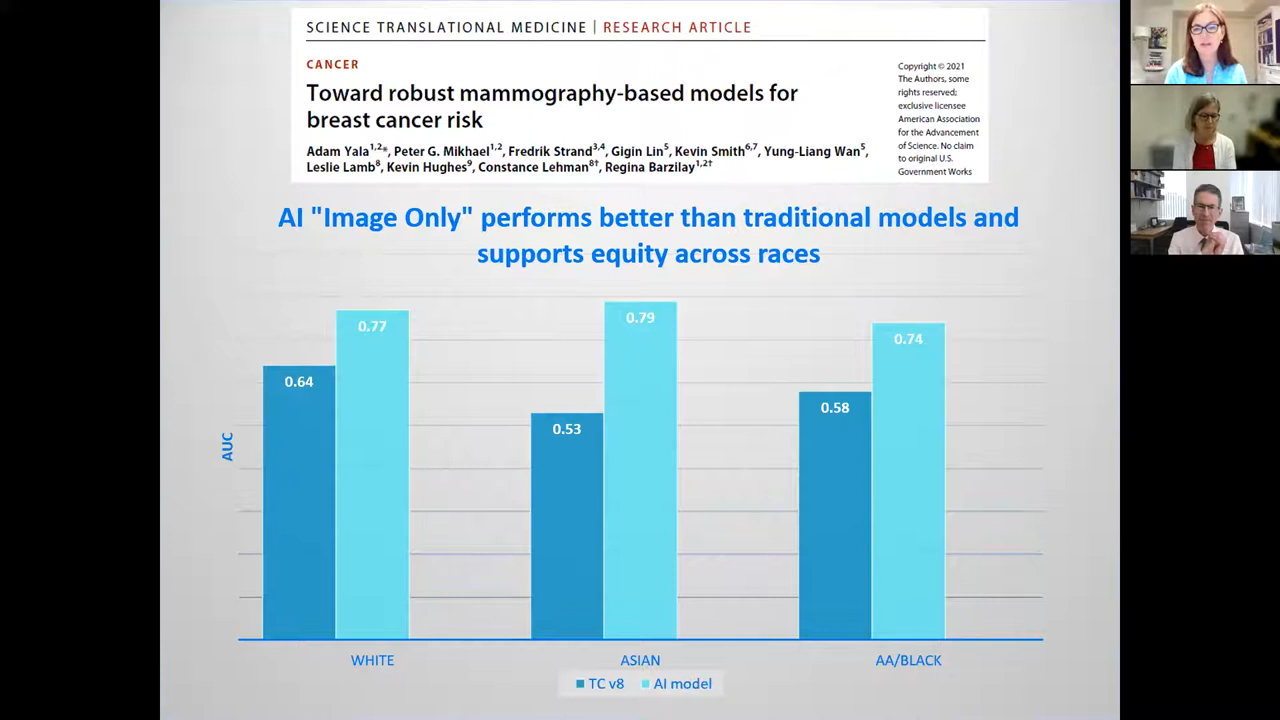 SCIENCE TRANSLATIONAL MEDICINE | RESEARCH ARTICLE
CANCER
Toward robust mammography-based models for
breast cancer risk
Adam Yala1,2*, Peter G. Mikhael1,2, Fredrik Strand3,4, Gigin Lin5, Kevin Smith6,7, Yung-Liang Wan5,
Leslie Lamb8, Kevin Hughes9, Constance Lehman8†, Regina Barzilay1,2†
Copyright © 2021
The Authors, some
rights reserved;
exclusive licensee
American Association
for the Advancement
of Science. No claim
to original U.S.
Government Works
AI "Image Only" performs better than traditional models and
supports equity across races
AUC
0.64
0.77
0.53
0.79
0.58
0.74
WHITE
ASIAN
AA/BLACK
TC v8
AI model